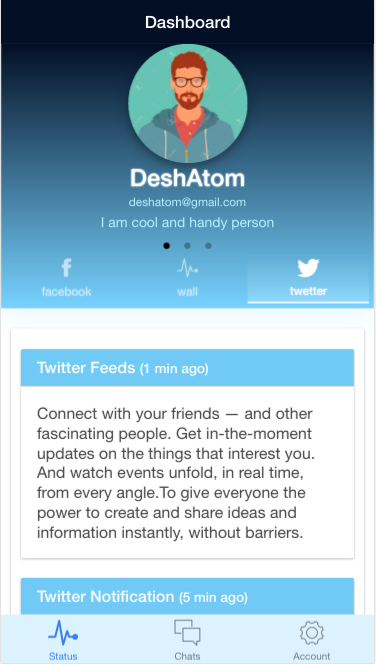 Dashboard
DeshAtom
deshatom@gmail.com
I am cool and handy person
facebook
wall
twetter
Twitter Feeds (1 min ago)
Connect with your friends — and other
fascinating people. Get in-the-moment
updates on the things that interest you.
And watch events unfold, in real time,
from every angle.To give everyone the
power to create and share ideas and
information instantly, without barriers.
Twitter Notification (5 min ago)
Status
Chats
Account